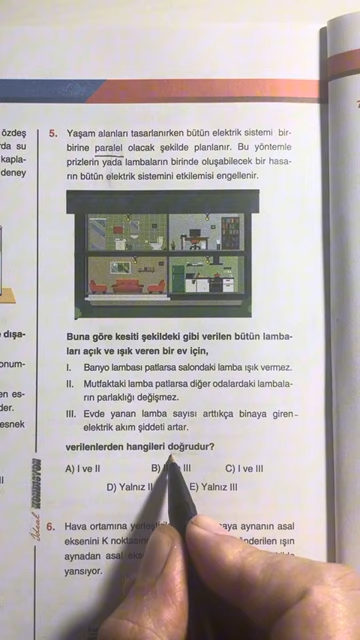 özdeş
rda su
kapla-
deney
5. Yaşam alanları tasarlanırken bütün elektrik sistemi bir-
birine paralel olacak şekilde planlanır. Bu yöntemle
prizlerin yada lambaların birinde oluşabilecek bir hasa-
rın bütün elektrik sistemini etkilemesi engellenir.
Buna göre kesiti şekildeki gibi verilen bütün lamba-
ları açık ve ışık veren bir ev için,
I. Banyo lambası patlarsa salondaki lamba ışık vermez.
II. Mutfaktaki lamba patlarsa diğer odalardaki lambala-
rın parlaklığı değişmez.
III. Evde yanan lamba sayısı arttıkça binaya giren
elektrik akım şiddeti artar.
verilenlerden hangileri doğrudur?
A) I ve II B) III C) I ve III
D) Yalnız II E) Yalnız III
dışa-
onum-
en es-
der.
esnek
6. Hava ortamına aya aynanın asal
eksenini K önderilen ışın
aynadan asal
yansıyor.